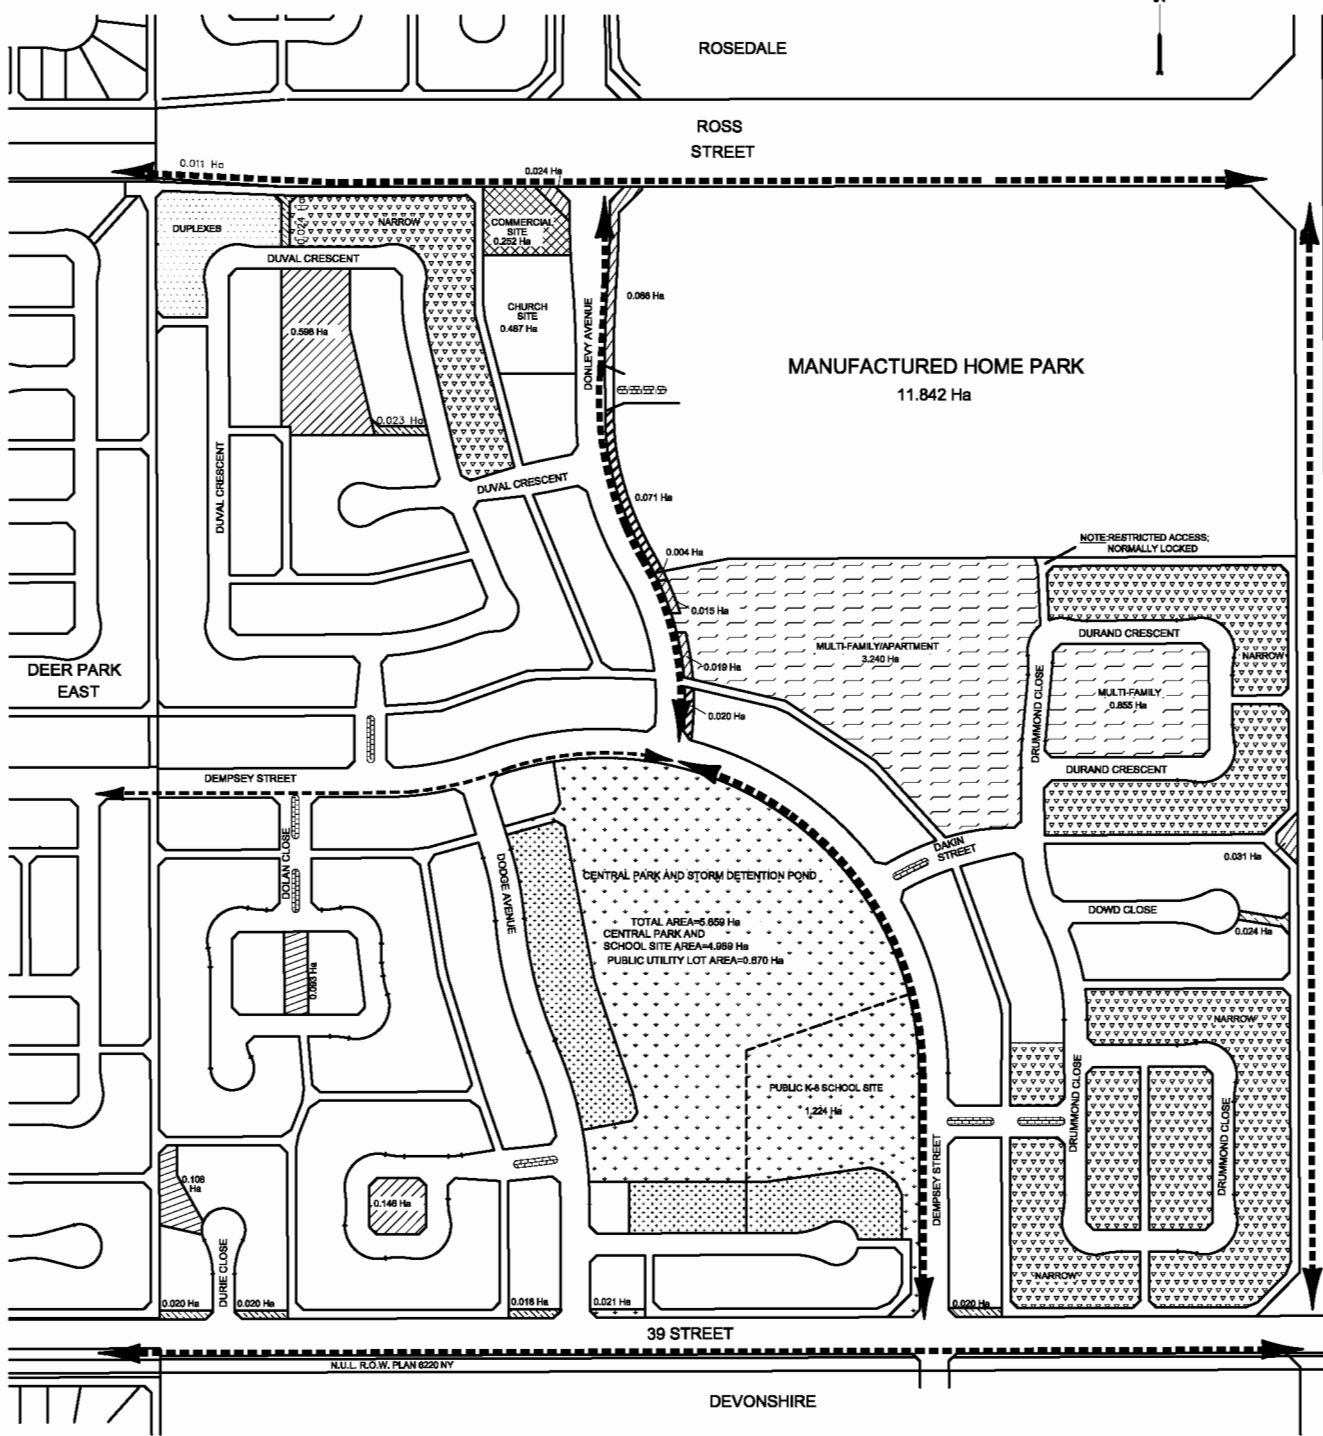 ROSEDALE
ROSS
STREET
0.011 Ha
0.024 Ha
DUPLEXES
0.024 Ha
NARROW
COMMERCIAL
SITE
0.252 Ha
DUVAL CRESCENT
CHURCH
SITE
0.487 Ha
DONLEVY AVENUE
0.086 Ha
0.598 Ha
MANUFACTURED HOME PARK
11.842 Ha
0.023 Ha
DUVAL CRESCENT
DUVAL CRESCENT
0.071 Ha
NOTE:RESTRICTED ACCESS;
NORMALLY LOCKED
0.004 Ha
0.015 Ha
DURAND CRESCENT
MULTI-FAMILY/APARTMENT
3.240 Ha
NARROW
DEER PARK
EAST
0.019 Ha
DRUMMOND CLOSE
MULTI-FAMILY
0.855 Ha
0.020 Ha
DURAND CRESCENT
DEMPSEY STREET
DOLAN CLOSE
DODGE AVENUE
DAKIN
STREET
0.031 Ha
CENTRAL PARK AND STORM DETENTION POND
TOTAL AREA=5.659 Ha
CENTRAL PARK AND
SCHOOL SITE AREA=4.989 Ha
PUBLIC UTILITY LOT AREA=0.670 Ha
DOWD CLOSE
0.024 Ha
0.093 Ha
NARROW
PUBLIC K-8 SCHOOL SITE
1.224 Ha
DRUMMOND CLOSE
DRUMMOND CLOSE
DEMPSEY STREET
0.108
Ha
0.146 Ha
DURIE CLOSE
NARROW
0.020 Ha
0.020 Ha
0.018 Ha
0.021 Ha
0.020 Ha
39 STREET
N.U.L. R.O.W. PLAN 6220 NY
DEVONSHIRE